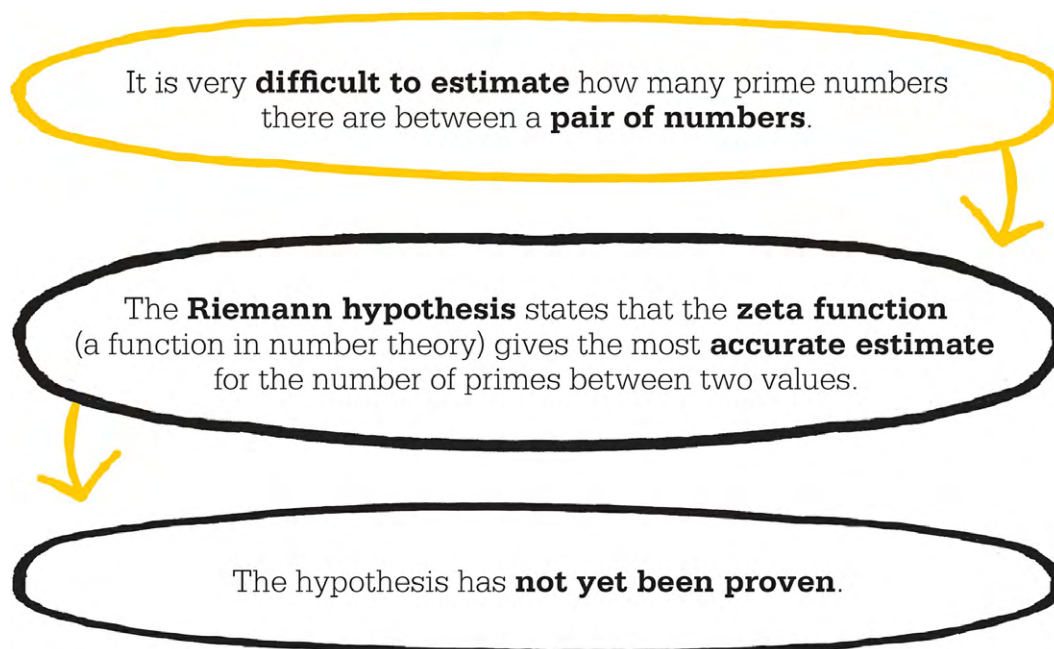 It is very difficult to estimate how many prime numbers
there are between a pair of numbers.
The Riemann hypothesis states that the zeta function
(a function in number theory) gives the most accurate estimate
for the number of primes between two values.
The hypothesis has not yet been proven.